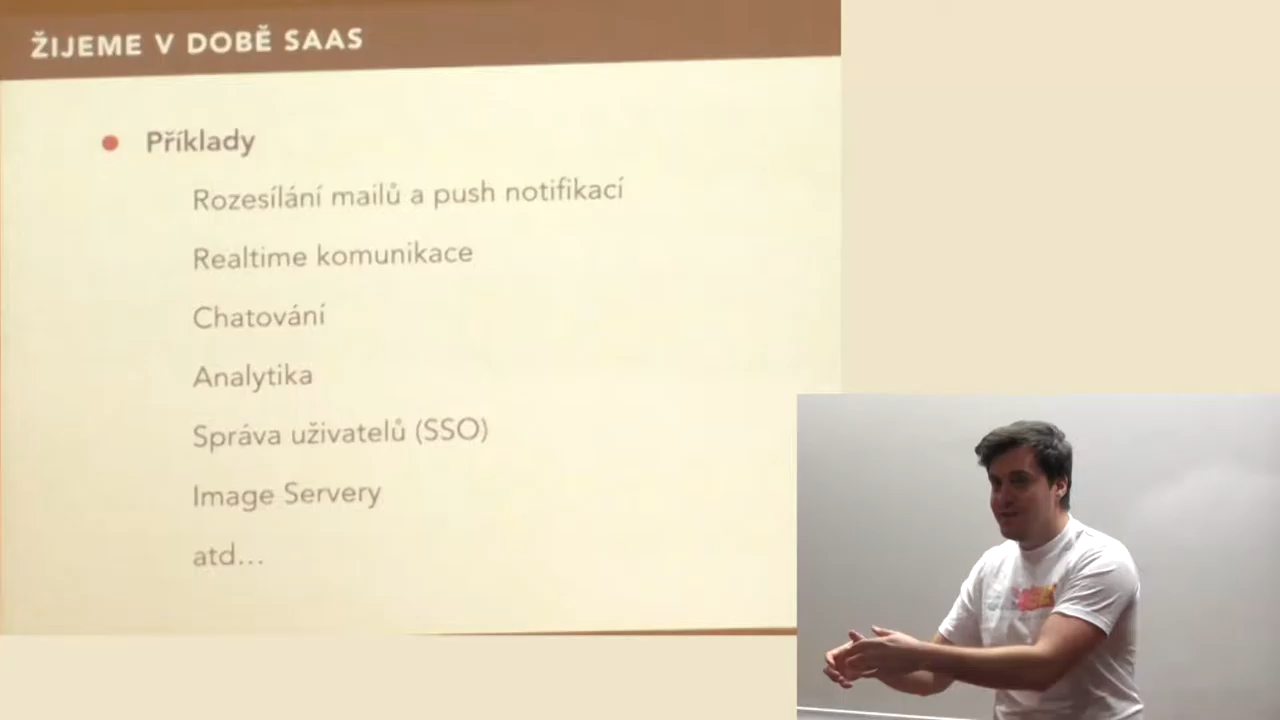 ŽIJEME V DOBĚ SAAS
Příklady
Rozesílání mailů a push notifikací
Realtime komunikace
Chatování
Analytika
Správa uživatelů (SSO)
Image Servery
atd...